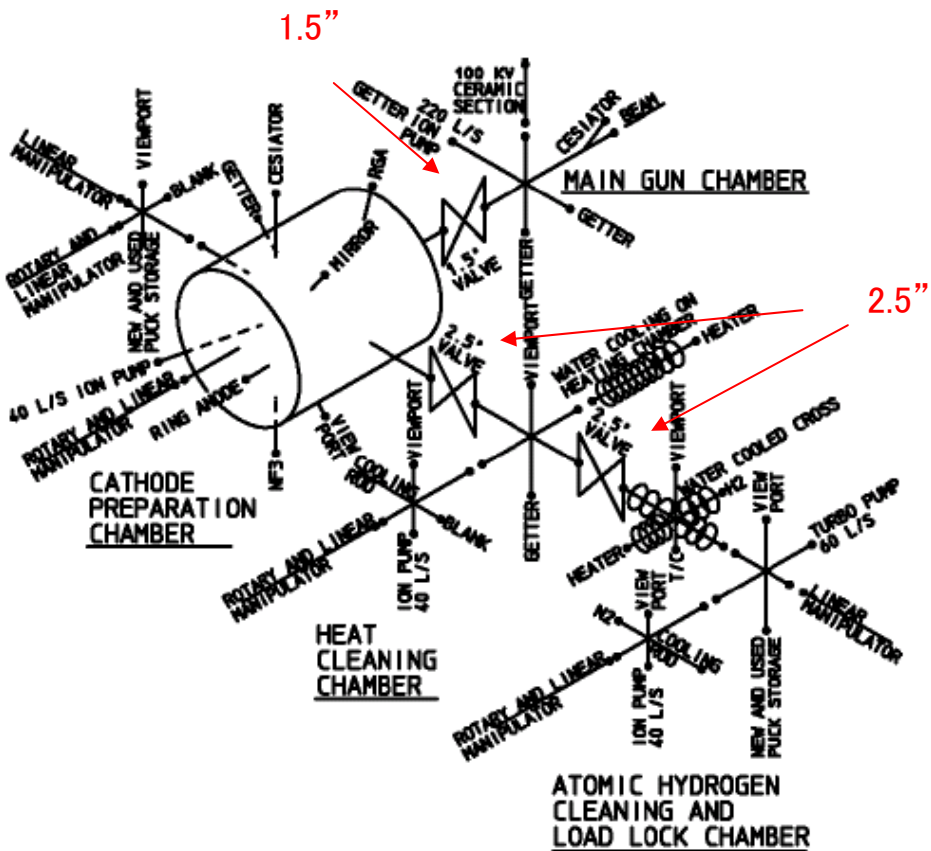 1.5”
100 KV
CERAMIC
SECTION
220 L/S
GETTER ION
PUMP
CESIATOR
BEAM
MAIN GUN CHAMBER
GETTER
GETTER
1.5"
VALVE
LINEAR
MANIPULATOR
VIEWPORT
BLANK
GETTER
CESIATOR
RGA
MIRROR
ROTARY AND
LINEAR
MANIPULATOR
NEW AND USED
PUCK STORAGE
40 L/S ION PUMP
ROTARY AND LINEAR
MANIPULATOR
RING ANODE
NF3
VIEW
PORT
CATHODE
PREPARATION
CHAMBER
2.5”
2.5"
VALVE
VIEWPORT
WATER COOLING ON
HEATING CHAMBER
HEATER
2.5"
VALVE
VIEWPORT
COOLING
ROD
BLANK
ION PUMP
40 L/S
ROTARY AND LINEAR
MANIPULATOR
GETTER
HEAT
CLEANING
CHAMBER
VIEWPORT
WATER COOLED CROSS
H2
HEATER
T/C
VIEW
PORT
TURBO PUMP
60 L/S
LINEAR
MANIPULATOR
NEW AND USED
PUCK STORAGE
N2
VIEW
PORT
COOLING
ROD
ION PUMP
40 L/S
ROTARY AND LINEAR
MANIPULATOR
ATOMIC HYDROGEN
CLEANING AND
LOAD LOCK CHAMBER